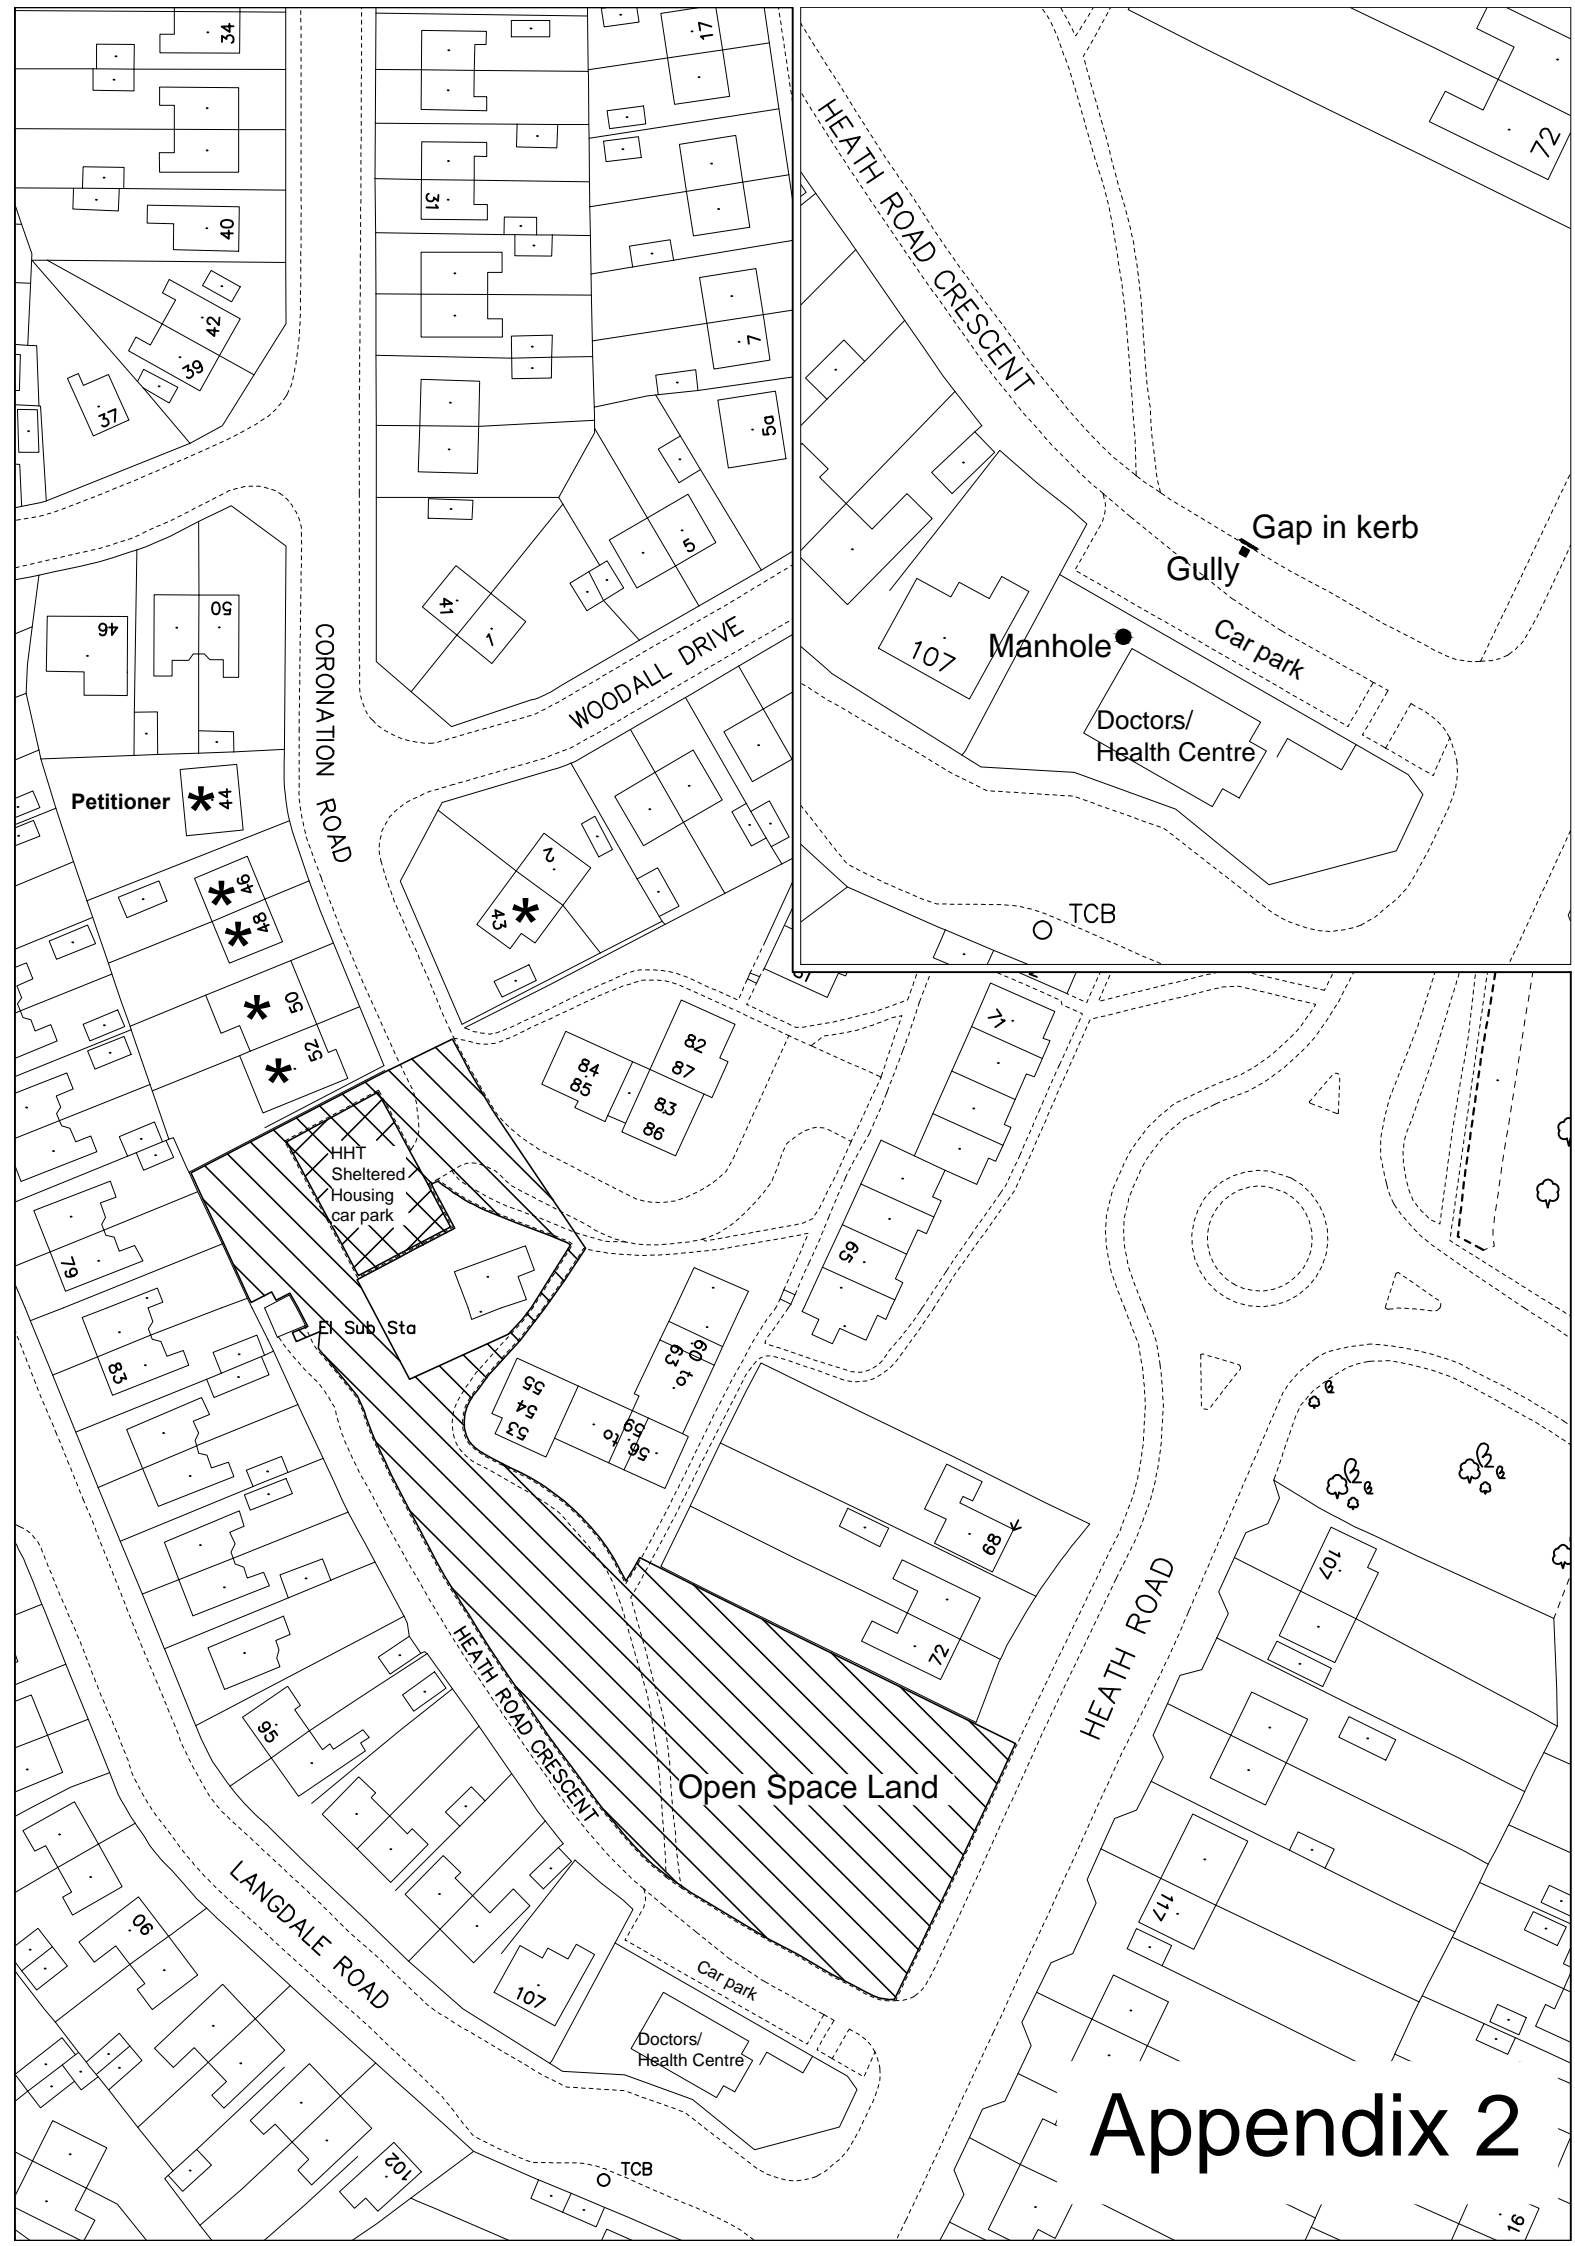 34
40
42
39
37
31
17
7
5a
5
41
1
46
50
CORONATION ROAD
WOODALL DRIVE
Petitioner
* 44
* 46
* 48
* 50
* 52
2
43 *
HEATH ROAD CRESCENT
72
Gap in kerb
Gully
Manhole
Car park
107
Doctors/
Health Centre
TCB
82
87
84
85
83
86
71
65
HHT
Sheltered
Housing
car park
El Sub Sta
79
83
55
54
53
56 to
59
60 to
63
68
72
HEATH ROAD
107
117
HEATH ROAD CRESCENT
Open Space Land
95
LANGDALE ROAD
90
107
Car park
Doctors/
Health Centre
102
TCB
Appendix 2
16